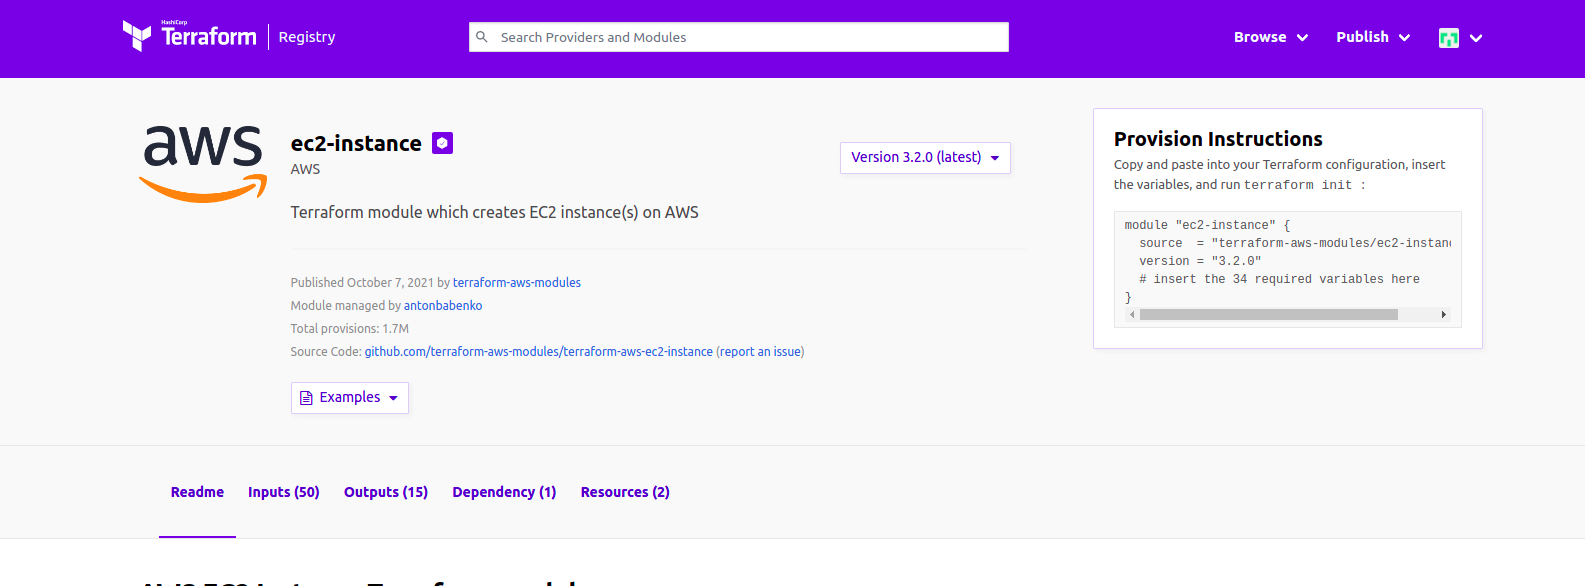 HashiCorp
Terraform
Registry
Search Providers and Modules
Browse
Publish
aws
ec2-instance
AWS
Version 3.2.0 (latest)
Terraform module which creates EC2 instance(s) on AWS
Published October 7, 2021 by terraform-aws-modules
Module managed by antonbabenko
Total provisions: 1.7M
Source Code: github.com/terraform-aws-modules/terraform-aws-ec2-instance (report an issue)
Examples
Provision Instructions
Copy and paste into your Terraform configuration, insert
the variables, and run terraform init :
module "ec2-instance" {
source  = "terraform-aws-modules/ec2-instanc
version = "3.2.0"
# insert the 34 required variables here
}
Readme
Inputs (50)
Outputs (15)
Dependency (1)
Resources (2)